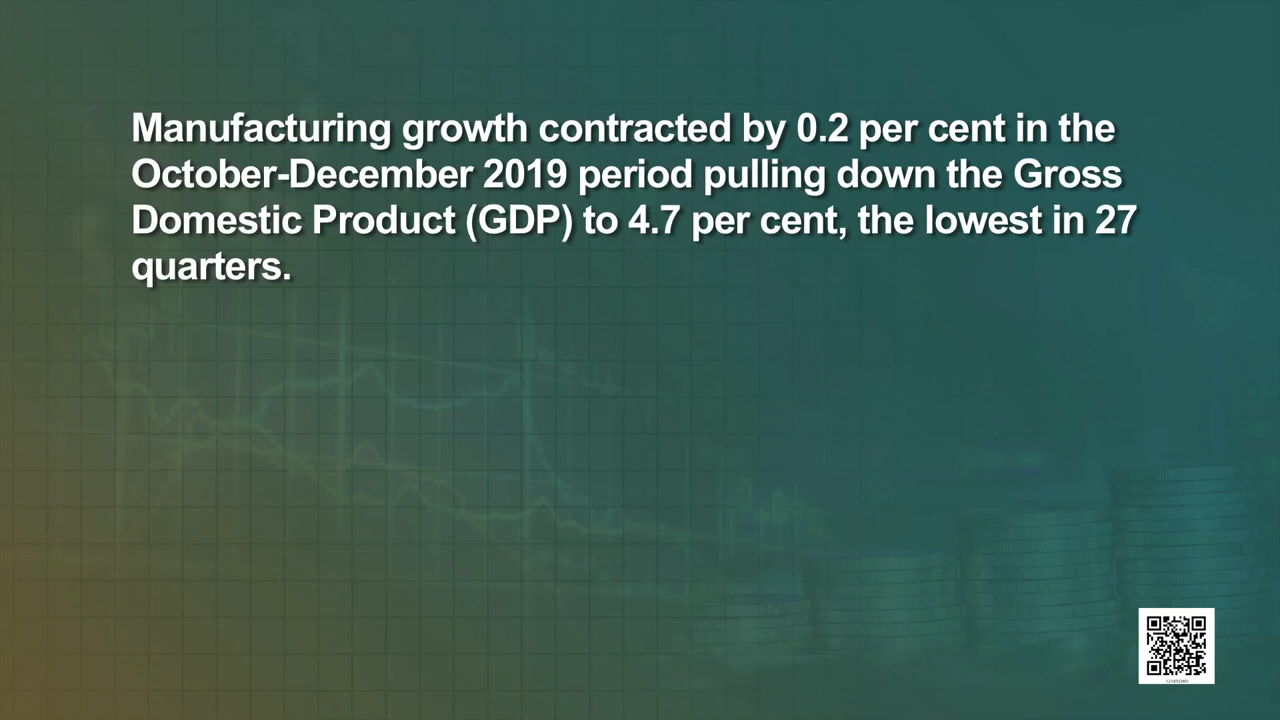 Manufacturing growth contracted by 0.2 per cent in the
October-December 2019 period pulling down the Gross
Domestic Product (GDP) to 4.7 per cent, the lowest in 27
quarters.